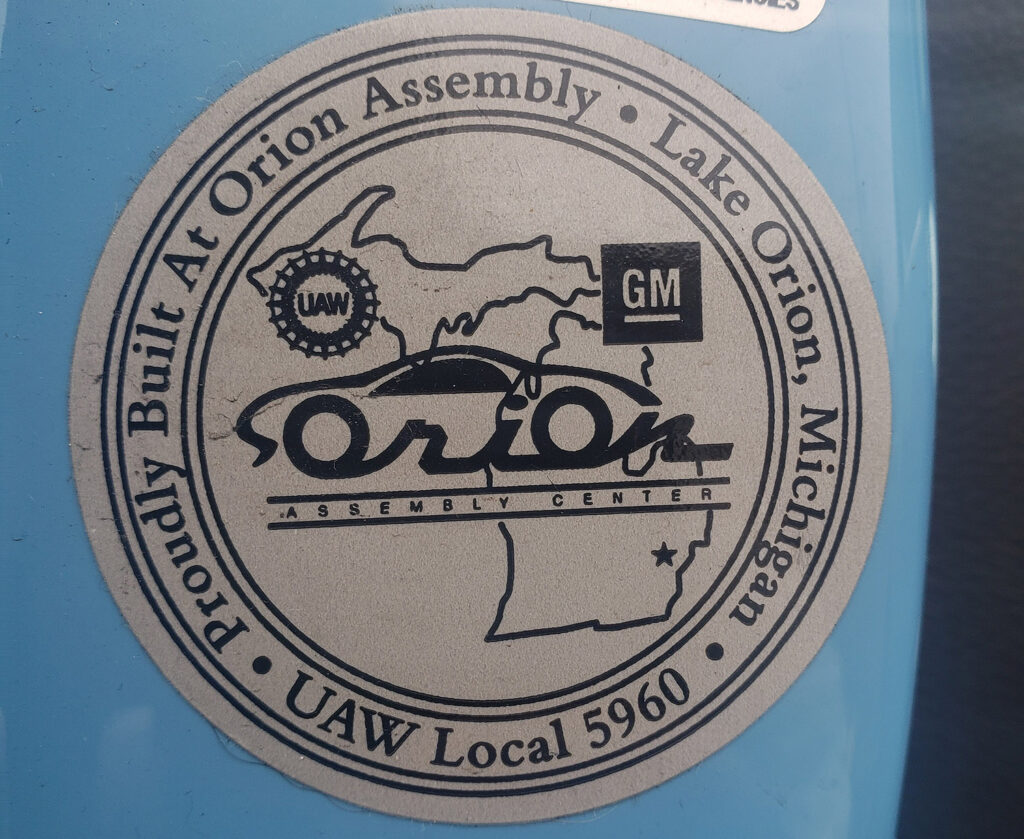 Proudly Built At Orion Assembly • Lake Orion, Michigan • UAW Local 5960
UAW
GM
Orion
ASSEMBLY CENTER